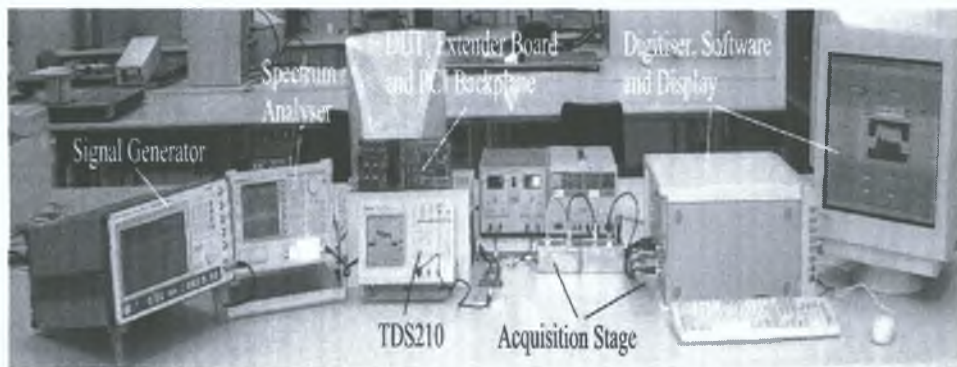 Signal Generator
Spectrum
Analyser
DUT, Extender Board
and PCI Backplane
Digitiser, Software
and Display
TDS210
Acquisition Stage